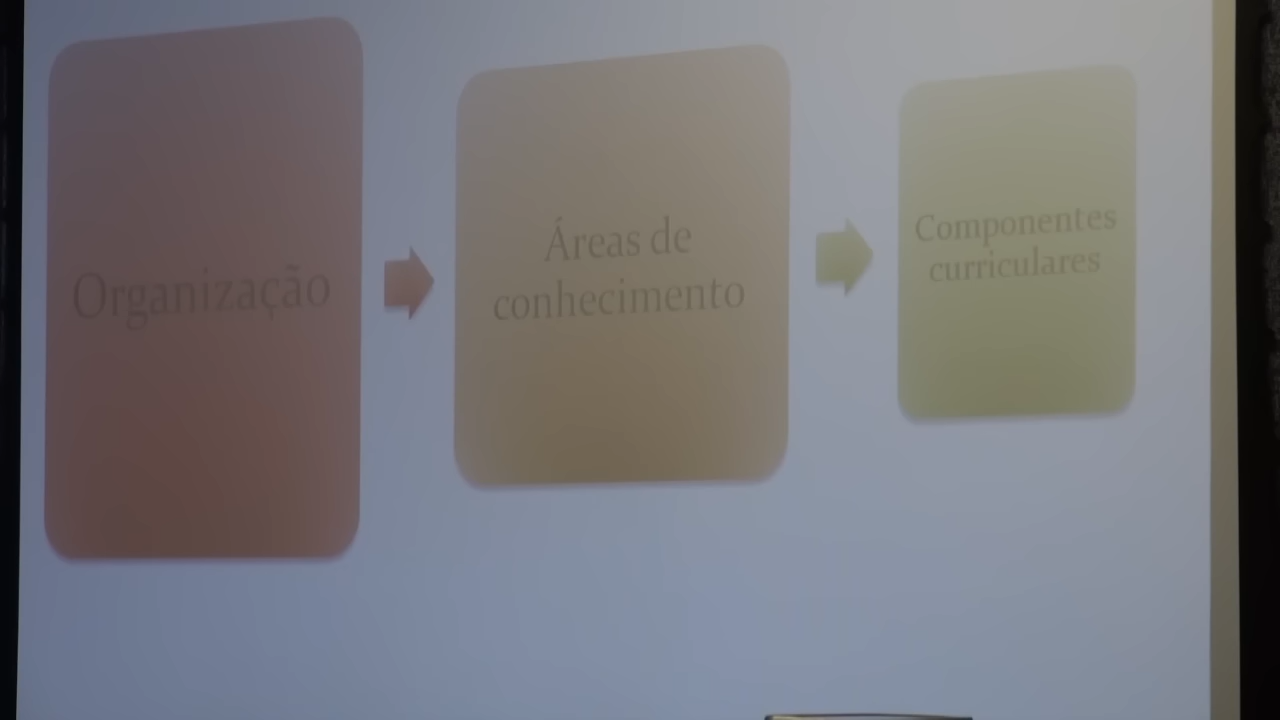 Organização
Áreas de
conhecimento
Componentes
curriculares